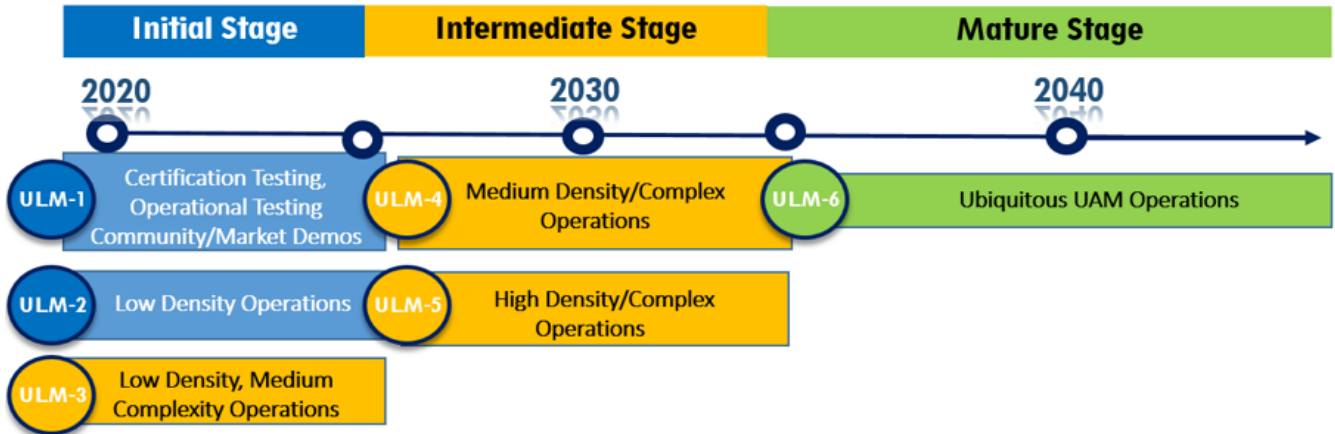 Initial Stage
Intermediate Stage
Mature Stage
2020
2030
2040
ULM-1
Certification Testing,
Operational Testing
Community/Market Demos
ULM-4
Medium Density/Complex
Operations
ULM-6
Ubiquitous UAM Operations
ULM-2
Low Density Operations
ULM-5
High Density/Complex
Operations
ULM-3
Low Density, Medium
Complexity Operations